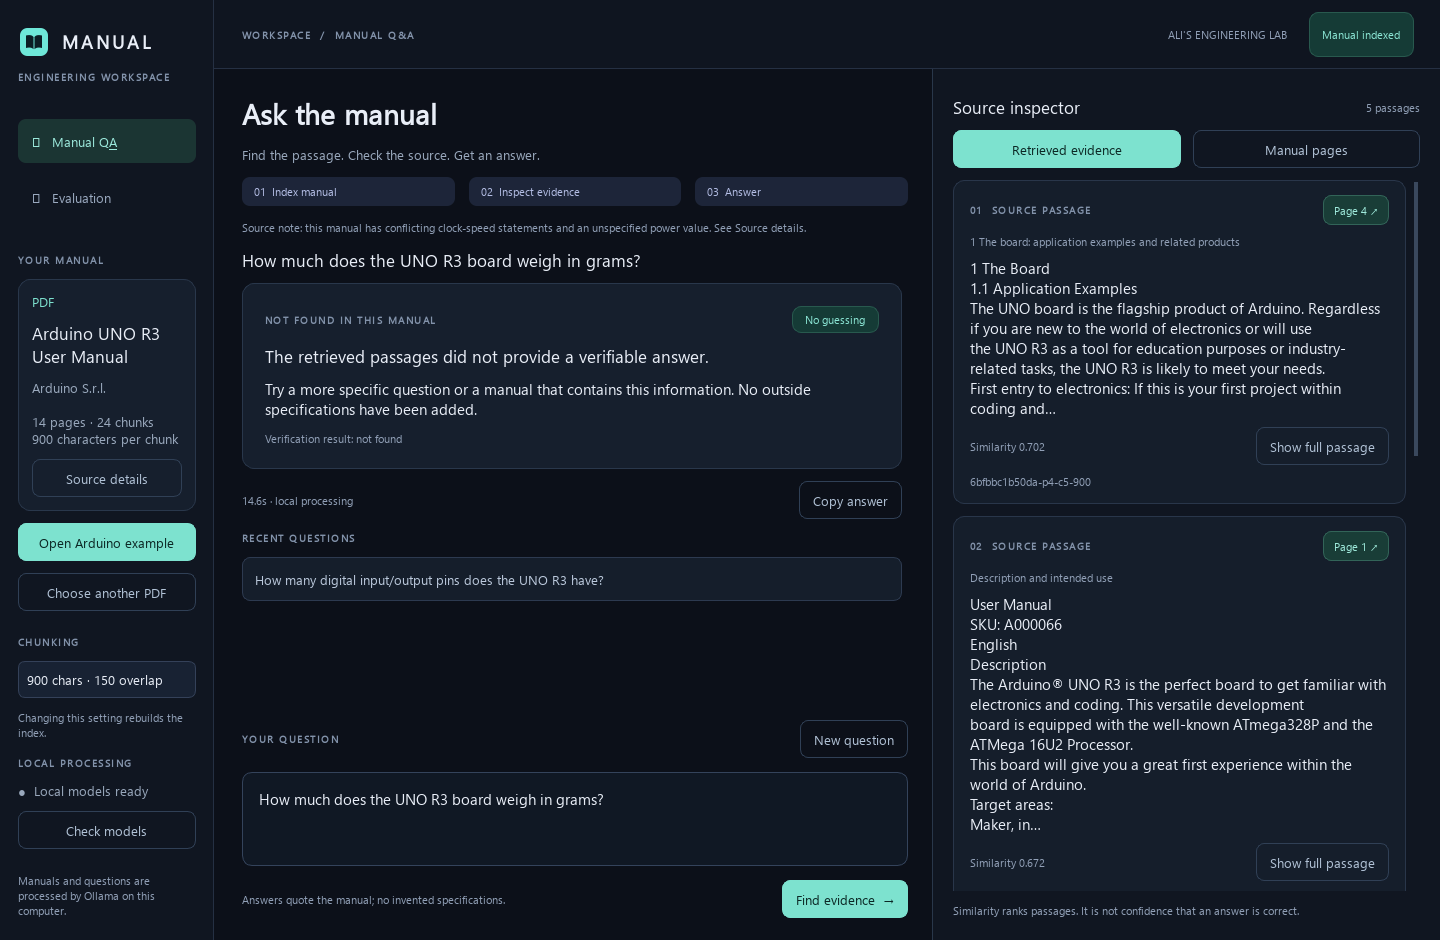 MANUAL
ENGINEERING WORKSPACE
Manual QA
Evaluation
YOUR MANUAL
PDF
Arduino UNO R3
User Manual
Arduino S.r.l.
14 pages · 24 chunks
900 characters per chunk
Source details
Open Arduino example
Choose another PDF
CHUNKING
900 chars · 150 overlap
Changing this setting rebuilds the
index.
LOCAL PROCESSING
● Local models ready
Check models
Manuals and questions are
processed by Ollama on this
computer.
WORKSPACE / MANUAL Q&A
ALI'S ENGINEERING LAB
Manual indexed
Ask the manual
Find the passage. Check the source. Get an answer.
01 Index manual
02 Inspect evidence
03 Answer
Source note: this manual has conflicting clock-speed statements and an unspecified power value. See Source details.
How much does the UNO R3 board weigh in grams?
NOT FOUND IN THIS MANUAL
No guessing
The retrieved passages did not provide a verifiable answer.
Try a more specific question or a manual that contains this information. No outside
specifications have been added.
Verification result: not found
14.6s · local processing
Copy answer
RECENT QUESTIONS
How many digital input/output pins does the UNO R3 have?
YOUR QUESTION
New question
How much does the UNO R3 board weigh in grams?
Answers quote the manual; no invented specifications.
Find evidence →
Source inspector
5 passages
Retrieved evidence
Manual pages
01 SOURCE PASSAGE
Page 4 ↗
1 The board: application examples and related products
1 The Board
1.1 Application Examples
The UNO board is the flagship product of Arduino. Regardless
if you are new to the world of electronics or will use
the UNO R3 as a tool for education purposes or industry-
related tasks, the UNO R3 is likely to meet your needs.
First entry to electronics: If this is your first project within
coding and...
Similarity 0.702
Show full passage
6bfbbc1b50da-p4-c5-900
02 SOURCE PASSAGE
Page 1 ↗
Description and intended use
User Manual
SKU: A000066
English
Description
The Arduino® UNO R3 is the perfect board to get familiar with
electronics and coding. This versatile development
board is equipped with the well-known ATmega328P and the
ATMega 16U2 Processor.
This board will give you a great first experience within the
world of Arduino.
Target areas:
Maker, in...
Similarity 0.672
Show full passage
Similarity ranks passages. It is not confidence that an answer is correct.